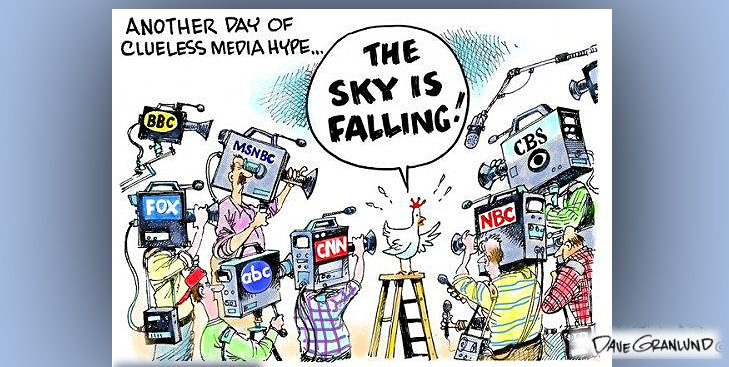 ANOTHER DAY OF
CLUELESS MEDIA HYPE...
THE
SKY IS
FALLING!
BBC
MSNBC
CBS
FOX
CNN
NBC
abc
DAVE GRANLUND ©